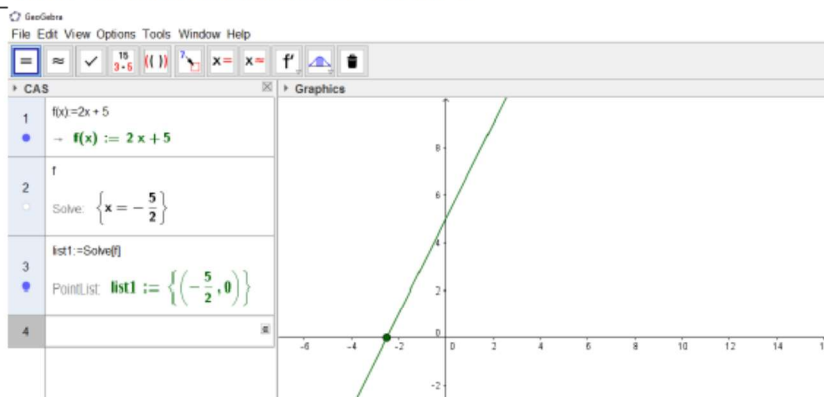 GeoGebra
File Edit View Options Tools Window Help
= ≈ ✓ 15 3·5 (( )) 7 x= x≈ f'
CAS
Graphics
1
f(x):=2x + 5
→ f(x) := 2 x + 5
2
f
Solve: {x = − 5/2}
3
list1:=Solve[f]
PointList: list1 := {(− 5/2 , 0)}
4
8
6
4
2
0
-2
-6 -4 -2 0 2 4 6 8 10 12 14